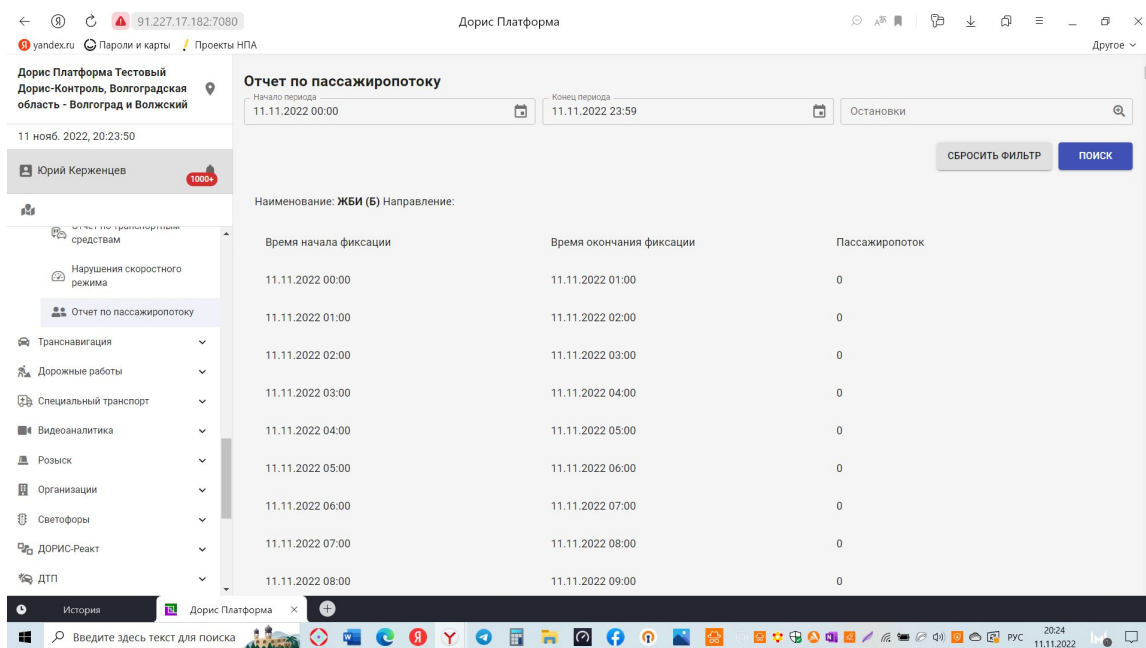 91.227.17.182:7080
Дорис Платформа
yandex.ru Пароли и карты Проекты НПА
Другое
Дорис Платформа Тестовый
Дорис-Контроль, Волгоградская
область - Волгоград и Волжский
11 нояб. 2022, 20:23:50
Юрий Керженцев
1000+
Отчет по транспортным
средствам
Нарушения скоростного
режима
Отчет по пассажиропотоку
Транснавигация
Дорожные работы
Специальный транспорт
Видеоаналитика
Розыск
Организации
Светофоры
ДОРИС-Реакт
ДТП
Отчет по пассажиропотоку
Начало периода
11.11.2022 00:00
Конец периода
11.11.2022 23:59
Остановки
СБРОСИТЬ ФИЛЬТР
ПОИСК
Наименование: ЖБИ (Б) Направление:
Время начала фиксации Время окончания фиксации Пассажиропоток
11.11.2022 00:00 11.11.2022 01:00 0
11.11.2022 01:00 11.11.2022 02:00 0
11.11.2022 02:00 11.11.2022 03:00 0
11.11.2022 03:00 11.11.2022 04:00 0
11.11.2022 04:00 11.11.2022 05:00 0
11.11.2022 05:00 11.11.2022 06:00 0
11.11.2022 06:00 11.11.2022 07:00 0
11.11.2022 07:00 11.11.2022 08:00 0
11.11.2022 08:00 11.11.2022 09:00 0
История
Дорис Платформа
Введите здесь текст для поиска
РУС
20:24
11.11.2022